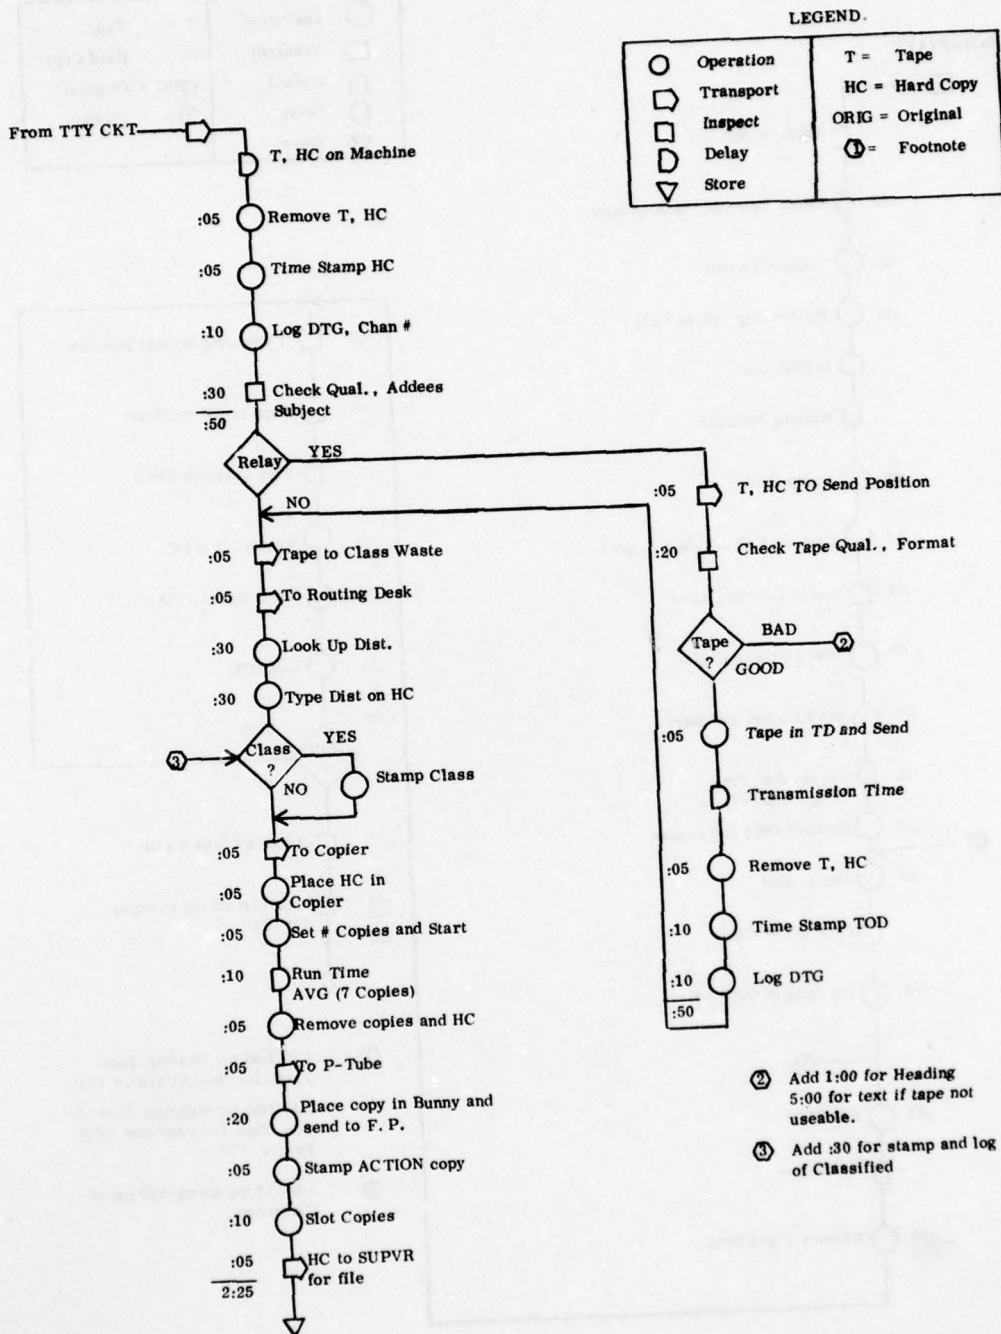 LEGEND.
Operation
Transport
Inspect
Delay
Store
T = Tape
HC = Hard Copy
ORIG = Original
1 = Footnote
From TTY CKT
T, HC on Machine
:05 Remove T, HC
:05 Time Stamp HC
:10 Log DTG, Chan #
:30 Check Qual., Addees
Subject
:50
Relay
YES
NO
:05 Tape to Class Waste
:05 To Routing Desk
:30 Look Up Dist.
:30 Type Dist on HC
3
Class
?
YES
NO
Stamp Class
:05 To Copier
:05 Place HC in
Copier
:05 Set # Copies and Start
:10 Run Time
AVG (7 Copies)
:05 Remove copies and HC
:05 To P-Tube
:20 Place copy in Bunny and
send to F. P.
:05 Stamp ACTION copy
:10 Slot Copies
:05 HC to SUPVR
for file
2:25
:05 T, HC TO Send Position
:20 Check Tape Qual., Format
Tape
?
BAD
2
GOOD
:05 Tape in TD and Send
Transmission Time
:05 Remove T, HC
:10 Time Stamp TOD
:10 Log DTG
:50
2 Add 1:00 for Heading
5:00 for text if tape not
useable.
3 Add :30 for stamp and log
of Classified